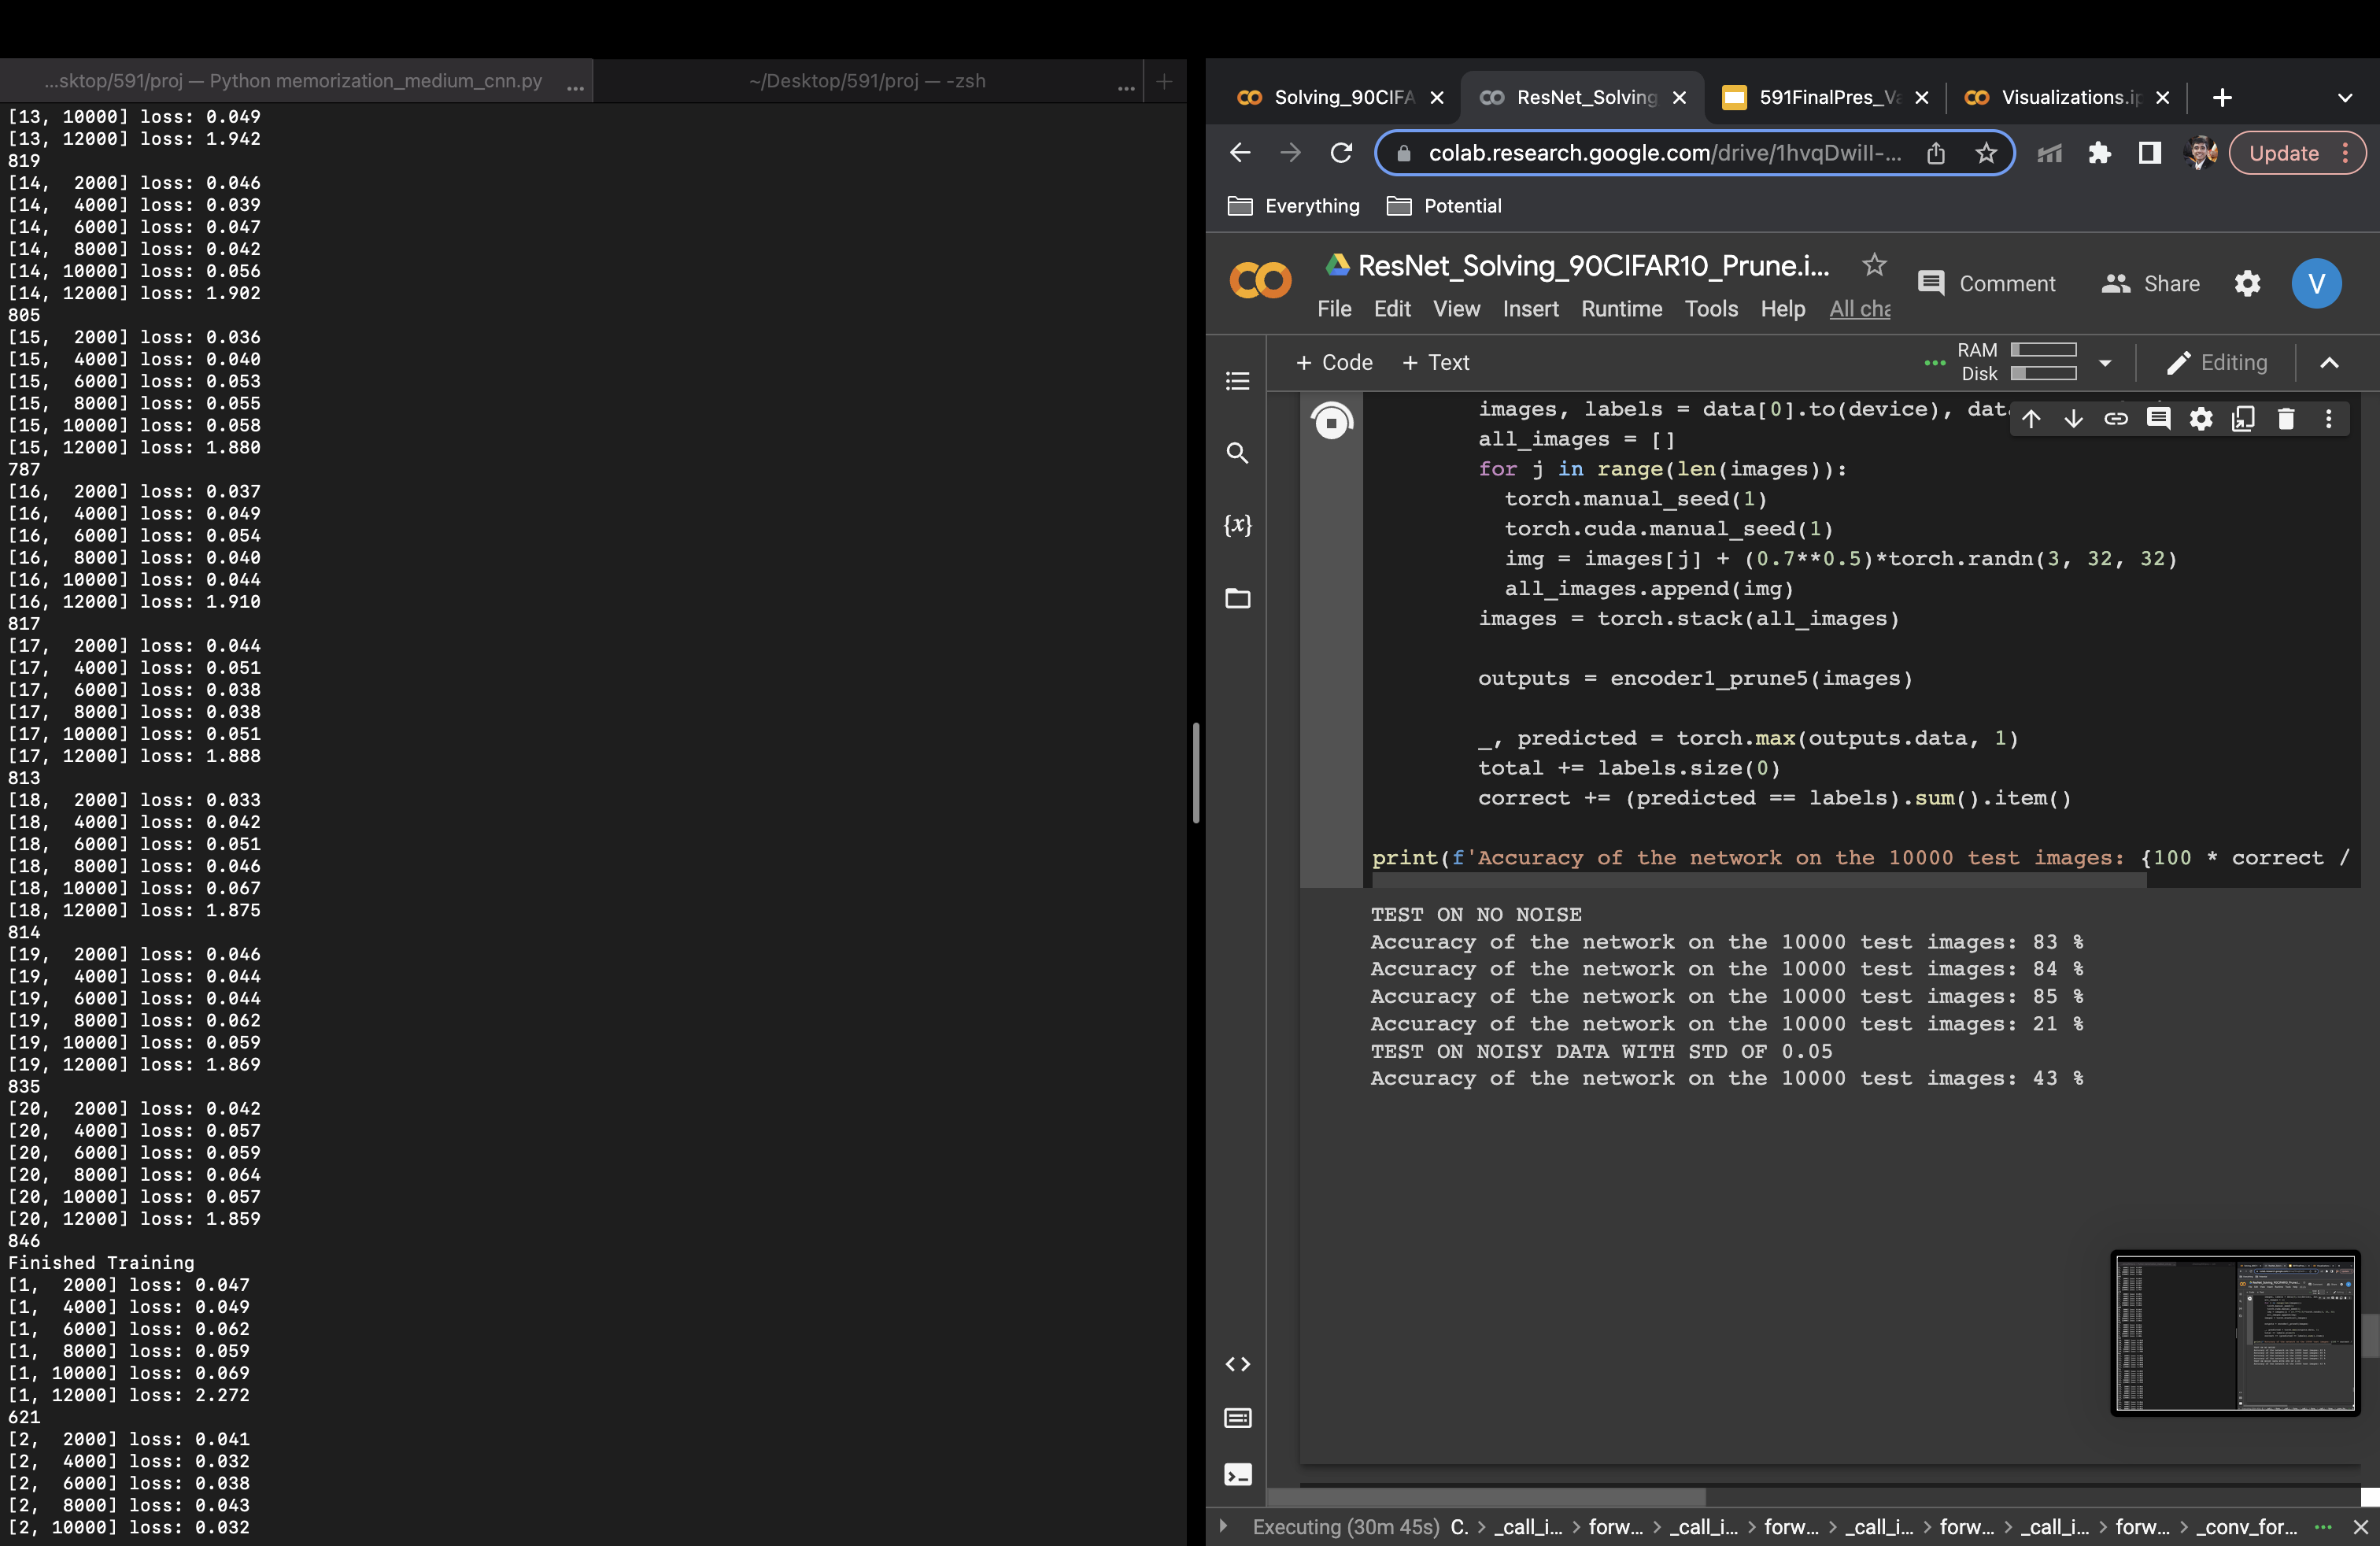 ...sktop/591/proj — Python memorization_medium_cnn.py ...
~/Desktop/591/proj — -zsh ...
[13, 10000] loss: 0.049
[13, 12000] loss: 1.942
819
[14,  2000] loss: 0.046
[14,  4000] loss: 0.039
[14,  6000] loss: 0.047
[14,  8000] loss: 0.042
[14, 10000] loss: 0.056
[14, 12000] loss: 1.902
805
[15,  2000] loss: 0.036
[15,  4000] loss: 0.040
[15,  6000] loss: 0.053
[15,  8000] loss: 0.055
[15, 10000] loss: 0.058
[15, 12000] loss: 1.880
787
[16,  2000] loss: 0.037
[16,  4000] loss: 0.049
[16,  6000] loss: 0.054
[16,  8000] loss: 0.040
[16, 10000] loss: 0.044
[16, 12000] loss: 1.910
817
[17,  2000] loss: 0.044
[17,  4000] loss: 0.051
[17,  6000] loss: 0.038
[17,  8000] loss: 0.038
[17, 10000] loss: 0.051
[17, 12000] loss: 1.888
813
[18,  2000] loss: 0.033
[18,  4000] loss: 0.042
[18,  6000] loss: 0.051
[18,  8000] loss: 0.046
[18, 10000] loss: 0.067
[18, 12000] loss: 1.875
814
[19,  2000] loss: 0.046
[19,  4000] loss: 0.044
[19,  6000] loss: 0.044
[19,  8000] loss: 0.062
[19, 10000] loss: 0.059
[19, 12000] loss: 1.869
835
[20,  2000] loss: 0.042
[20,  4000] loss: 0.057
[20,  6000] loss: 0.059
[20,  8000] loss: 0.064
[20, 10000] loss: 0.057
[20, 12000] loss: 1.859
846
Finished Training
[1,  2000] loss: 0.047
[1,  4000] loss: 0.049
[1,  6000] loss: 0.062
[1,  8000] loss: 0.059
[1, 10000] loss: 0.069
[1, 12000] loss: 2.272
621
[2,  2000] loss: 0.041
[2,  4000] loss: 0.032
[2,  6000] loss: 0.038
[2,  8000] loss: 0.043
[2, 10000] loss: 0.032
Solving_90CIFA
ResNet_Solving
591FinalPres_Va
Visualizations.ip
colab.research.google.com/drive/1hvqDwiIl-...
Update
Everything
Potential
ResNet_Solving_90CIFAR10_Prune.i...
Comment
Share
V
File Edit View Insert Runtime Tools Help All cha
+ Code + Text
RAM
Disk
Editing
{x}
images, labels = data[0].to(device), dat
all_images = []
for j in range(len(images)):
torch.manual_seed(1)
torch.cuda.manual_seed(1)
img = images[j] + (0.7**0.5)*torch.randn(3, 32, 32)
all_images.append(img)
images = torch.stack(all_images)
outputs = encoder1_prune5(images)
_, predicted = torch.max(outputs.data, 1)
total += labels.size(0)
correct += (predicted == labels).sum().item()
print(f'Accuracy of the network on the 10000 test images: {100 * correct /
TEST ON NO NOISE
Accuracy of the network on the 10000 test images: 83 %
Accuracy of the network on the 10000 test images: 84 %
Accuracy of the network on the 10000 test images: 85 %
Accuracy of the network on the 10000 test images: 21 %
TEST ON NOISY DATA WITH STD OF 0.05
Accuracy of the network on the 10000 test images: 43 %
Executing (30m 45s) C. > _call_i... > forw... > _call_i... > forw... > _call_i... > forw... > _call_i... > forw... > _conv_for...